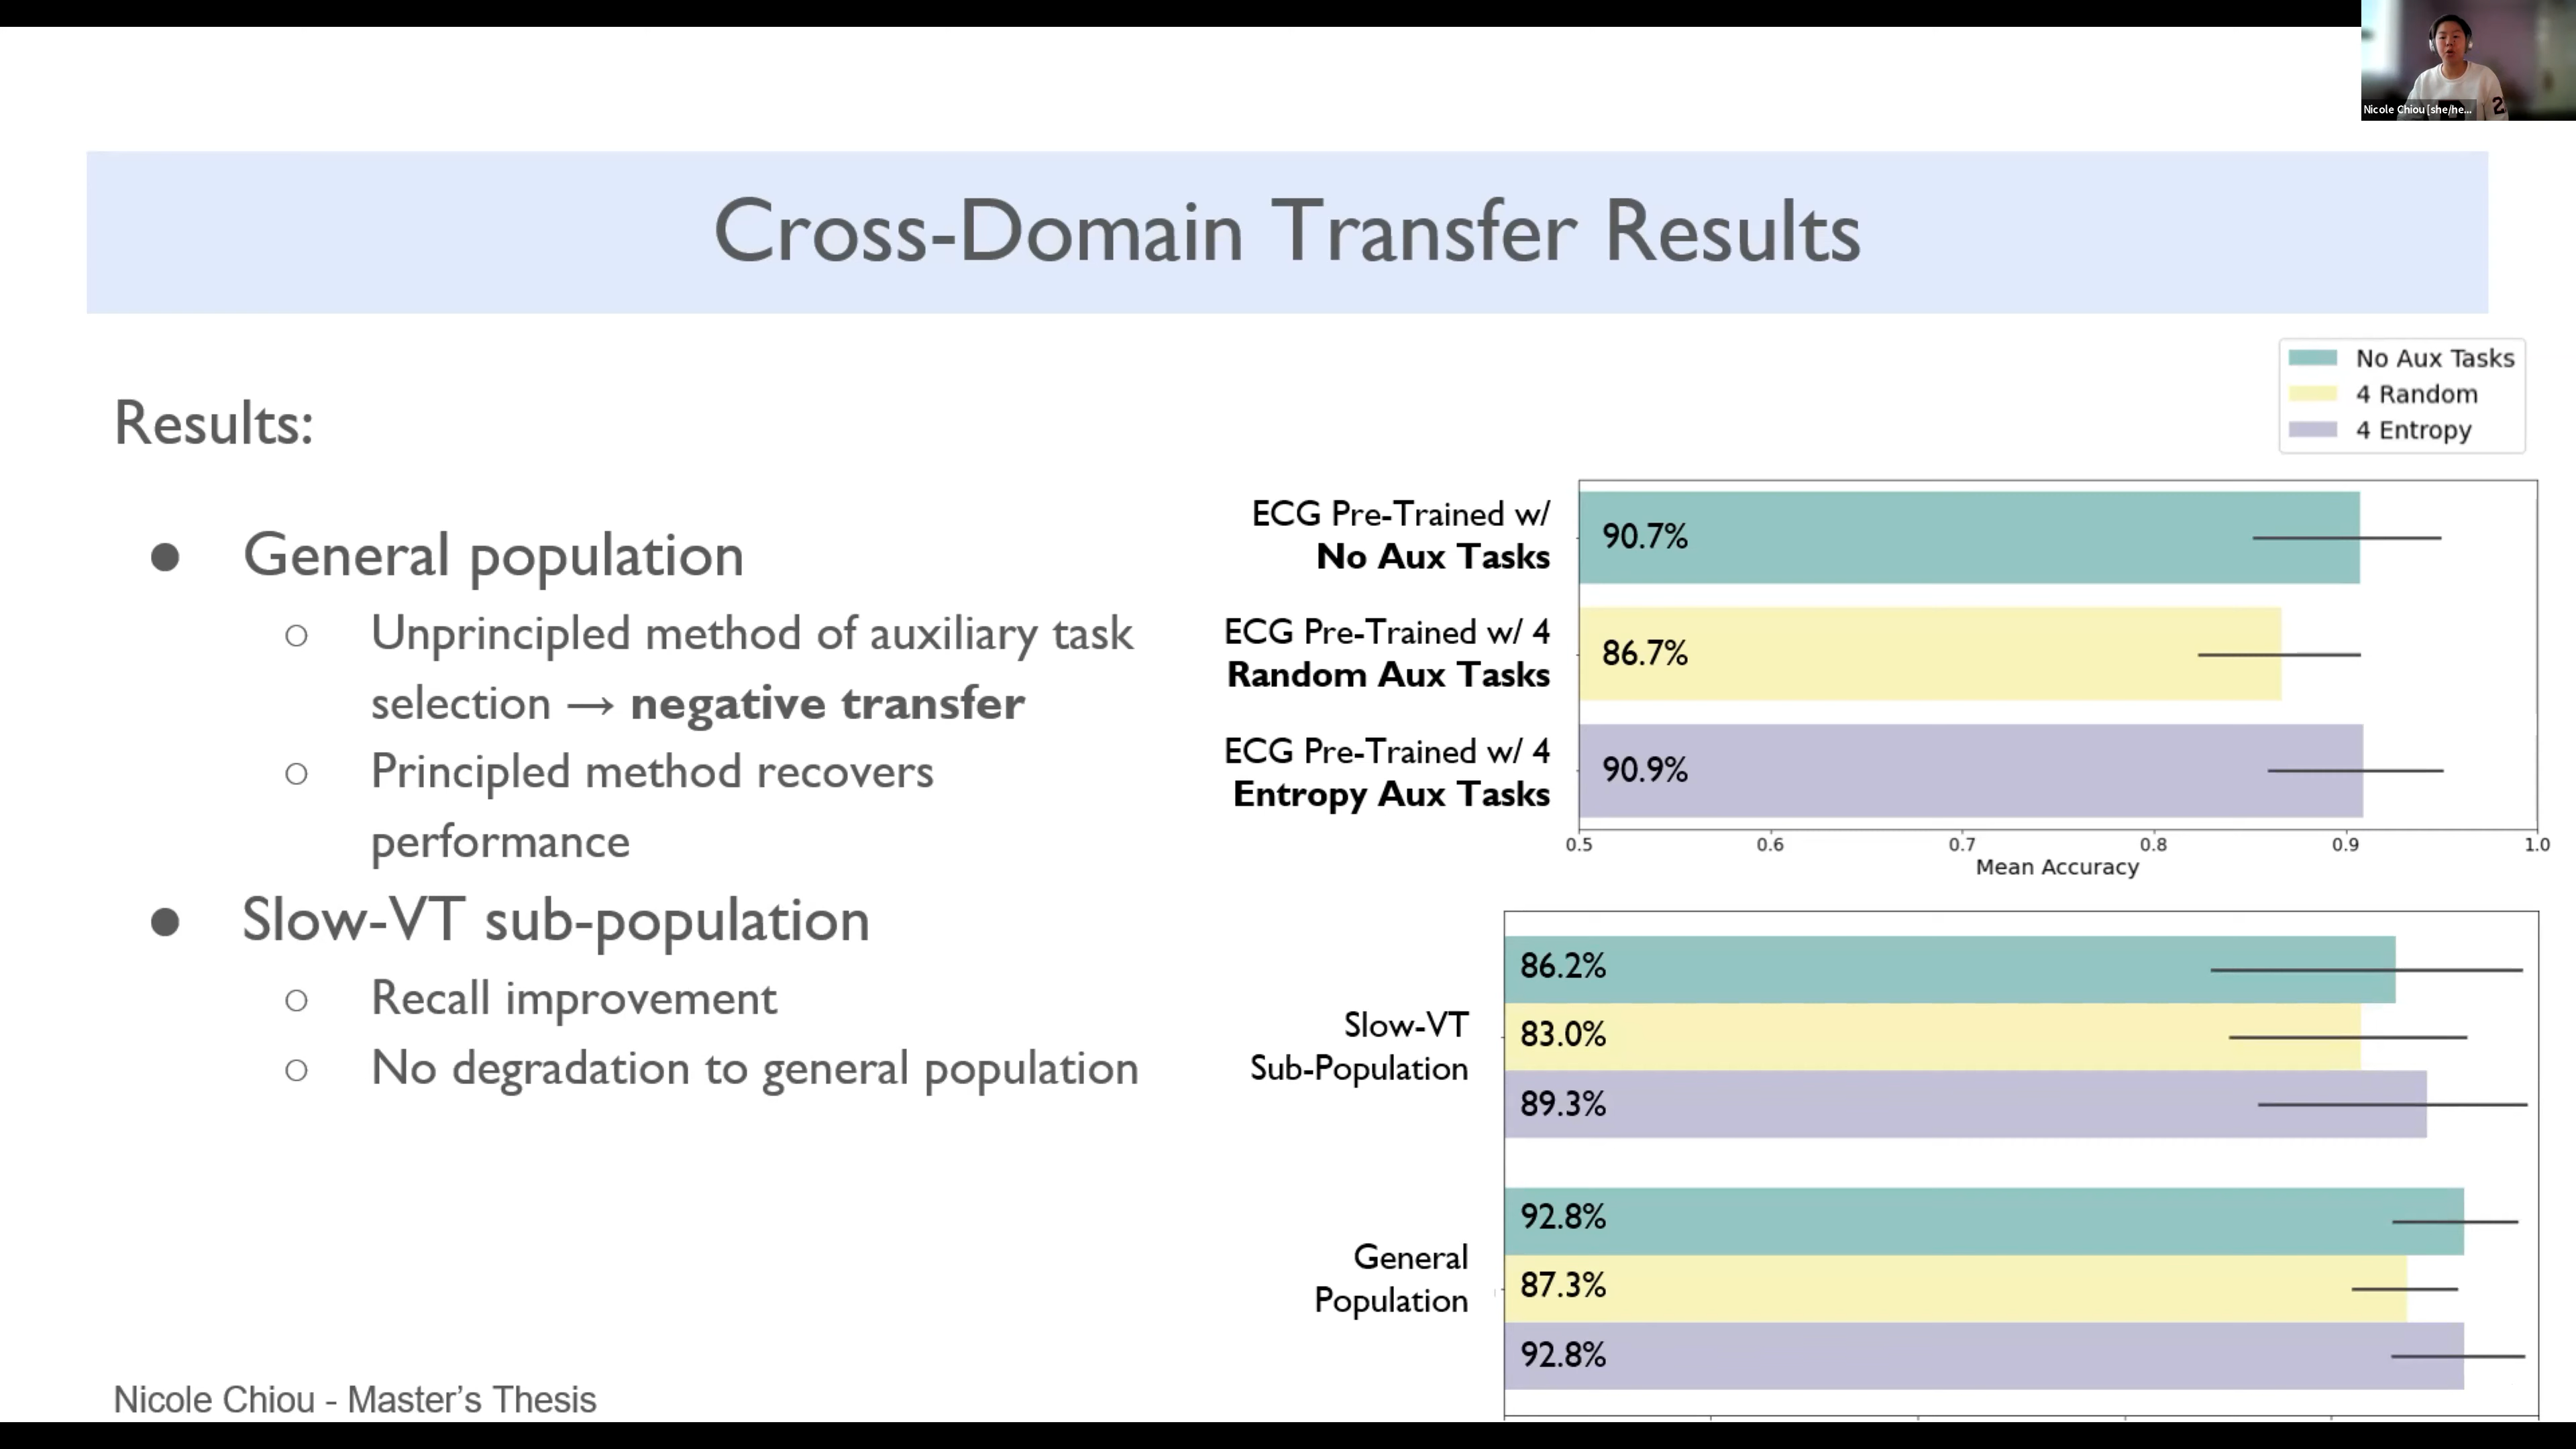 Nicole Chiou [she/he...
Cross-Domain Transfer Results
Results:
● General population
○ Unprincipled method of auxiliary task
selection → negative transfer
○ Principled method recovers
performance
● Slow-VT sub-population
○ Recall improvement
○ No degradation to general population
No Aux Tasks
4 Random
4 Entropy
ECG Pre-Trained w/
No Aux Tasks
90.7%
ECG Pre-Trained w/ 4
Random Aux Tasks
86.7%
ECG Pre-Trained w/ 4
Entropy Aux Tasks
90.9%
0.5 0.6 0.7 0.8 0.9 1.0
Mean Accuracy
Slow-VT
Sub-Population
86.2%
83.0%
89.3%
General
Population
92.8%
87.3%
92.8%
Nicole Chiou - Master’s Thesis
2